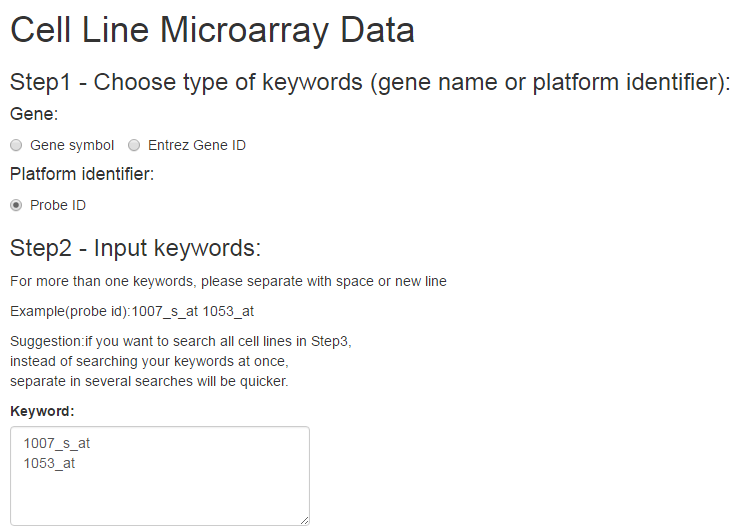 Cell Line Microarray Data
Step1 - Choose type of keywords (gene name or platform identifier):
Gene:
Gene symbol Entrez Gene ID
Platform identifier:
Probe ID
Step2 - Input keywords:
For more than one keywords, please separate with space or new line
Example(probe id):1007_s_at 1053_at
Suggestion:if you want to search all cell lines in Step3,
instead of searching your keywords at once,
separate in several searches will be quicker.
Keyword:
1007_s_at
1053_at